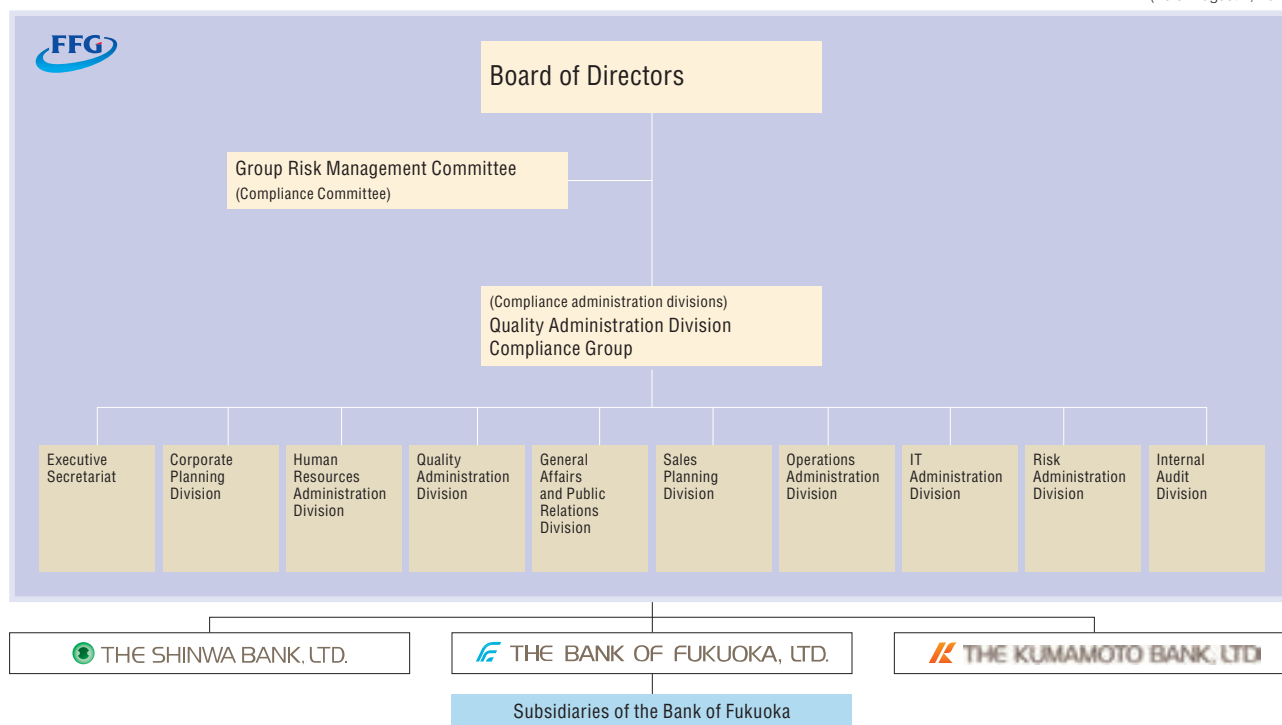 FFG
Board of Directors
Group Risk Management Committee
(Compliance Committee)
(Compliance administration divisions)
Quality Administration Division
Compliance Group
Executive
Secretariat
Corporate
Planning
Division
Human
Resources
Administration
Division
Quality
Administration
Division
General
Affairs
and Public
Relations
Division
Sales
Planning
Division
Operations
Administration
Division
IT
Administration
Division
Risk
Administration
Division
Internal
Audit
Division
THE SHINWA BANK, LTD.
THE BANK OF FUKUOKA, LTD.
THE KUMAMOTO BANK, LTD
Subsidiaries of the Bank of Fukuoka